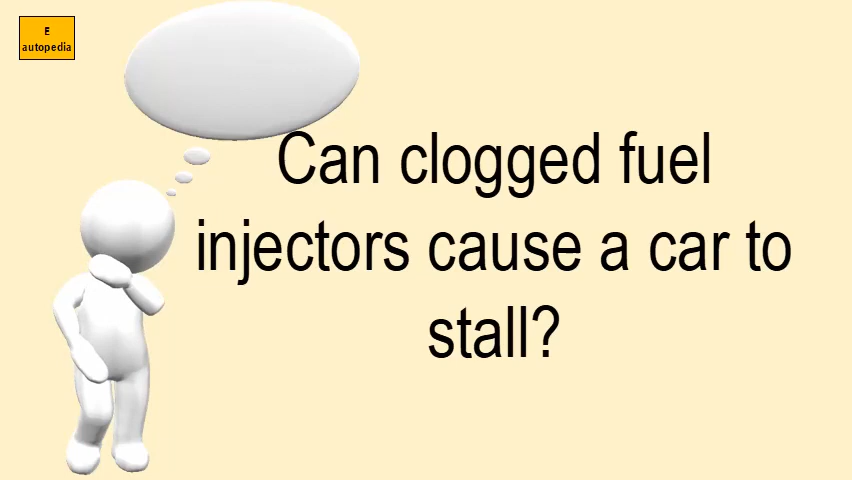 E
autopedia
Can clogged fuel
injectors cause a car to
stall?